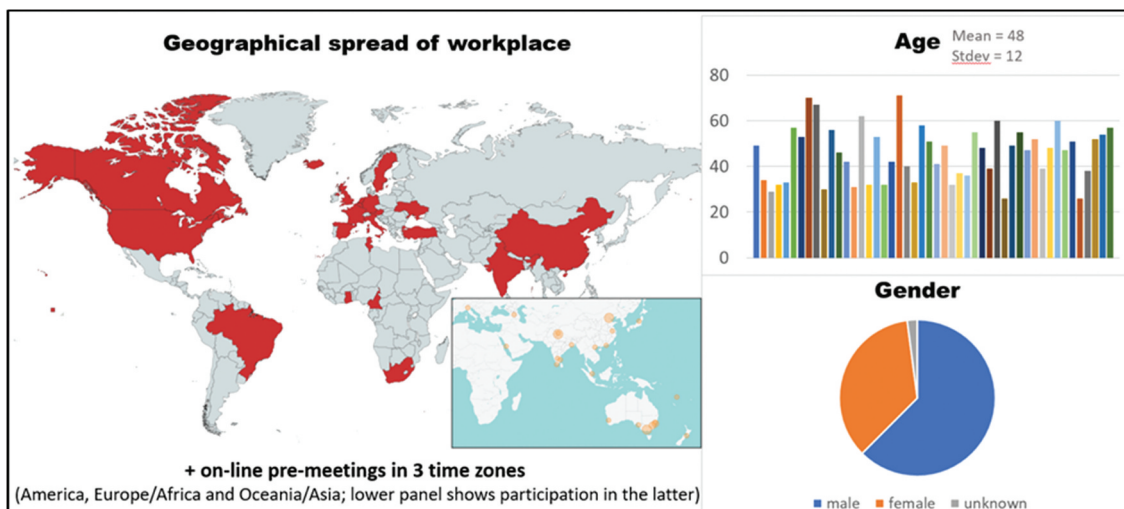 Geographical spread of workplace
+ on-line pre-meetings in 3 time zones
(America, Europe/Africa and Oceania/Asia; lower panel shows participation in the latter)
Age
Mean = 48
Stdev = 12
80
60
40
20
0
Gender
male female unknown